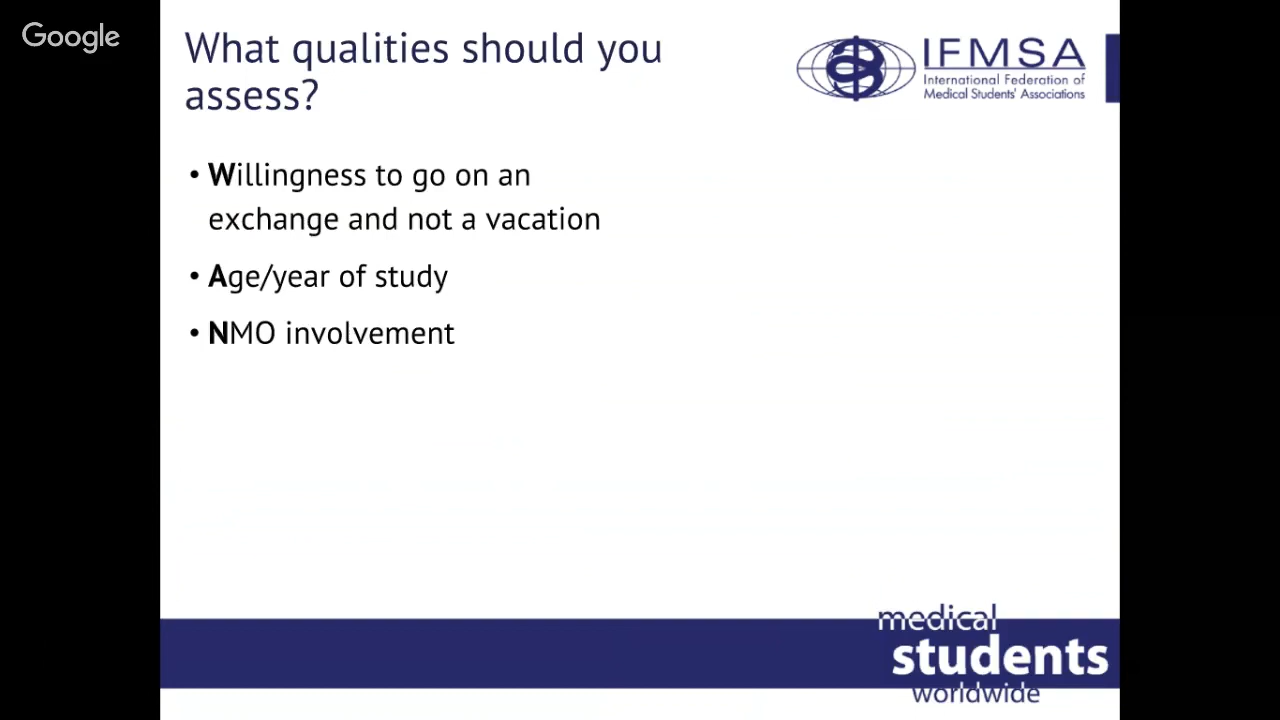 Google
What qualities should you
assess?
IFMSA
International Federation of
Medical Students' Associations
• Willingness to go on an
exchange and not a vacation
• Age/year of study
• NMO involvement
medical
students
worldwide